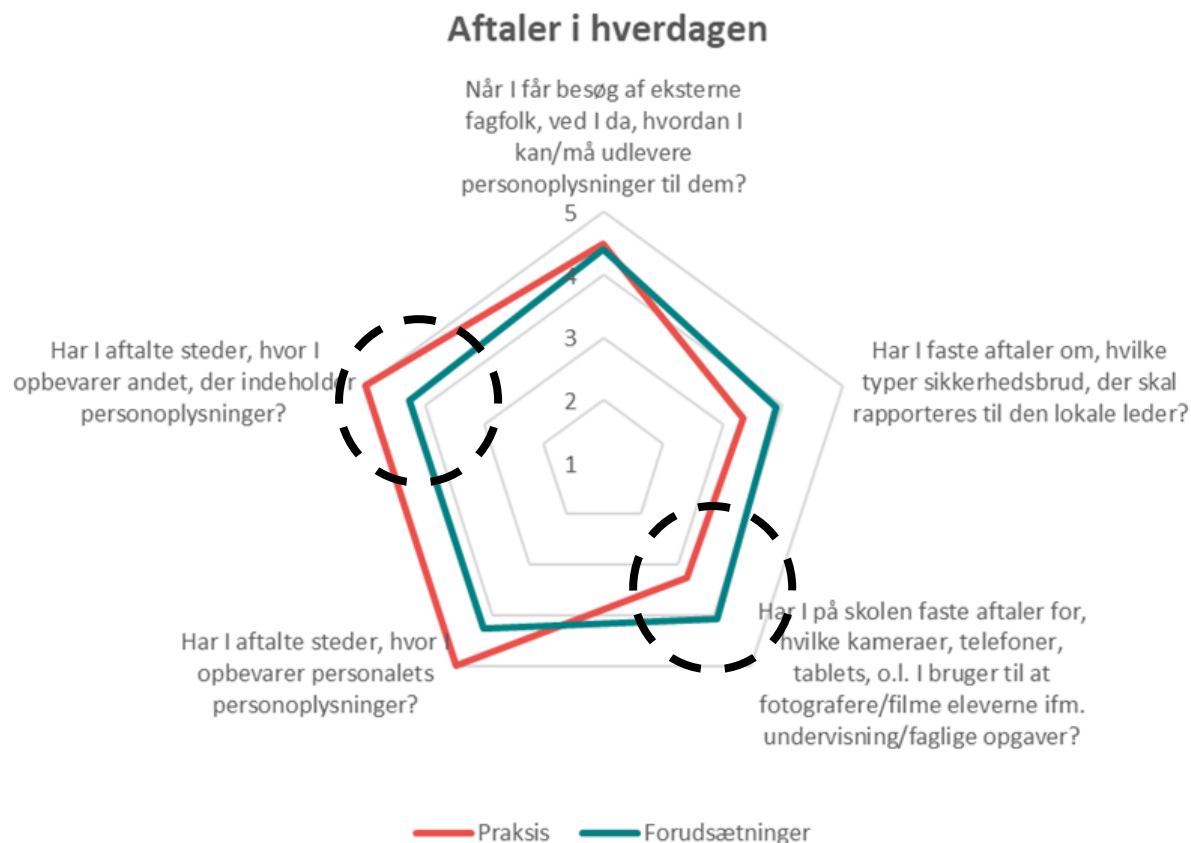 Aftaler i hverdagen
Når I får besøg af eksterne
fagfolk, ved I da, hvordan I
kan/må udlevere
personoplysninger til dem?
5
4
3
2
1
Har I faste aftaler om, hvilke
typer sikkerhedsbrud, der skal
rapporteres til den lokale leder?
Har I på skolen faste aftaler for,
hvilke kameraer, telefoner,
tablets, o.l. I bruger til at
fotografere/filme eleverne ifm.
undervisning/faglige opgaver?
Har I aftalte steder, hvor I
opbevarer personalets
personoplysninger?
Har I aftalte steder, hvor I
opbevarer andet, der indeholder
personoplysninger?
Praksis
Forudsætninger